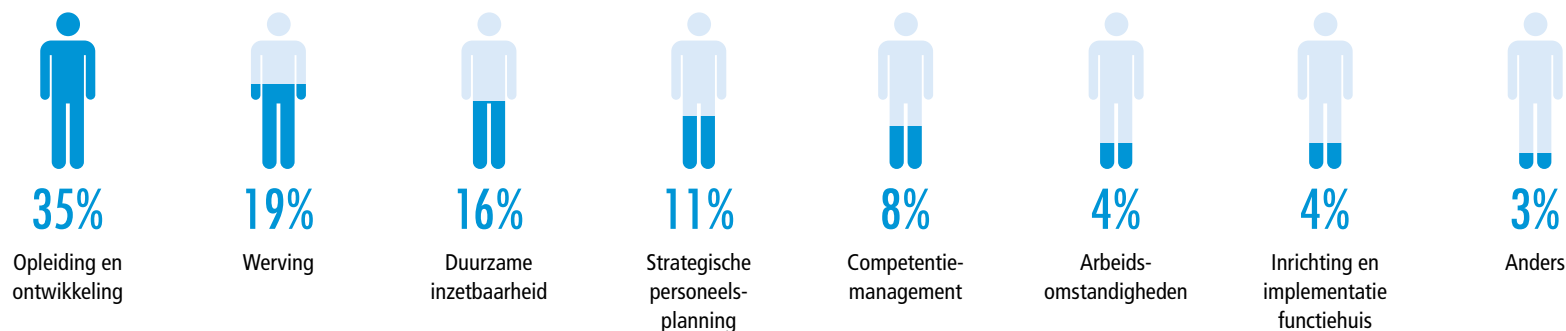 35%
Opleiding en
ontwikkeling
19%
Werving
16%
Duurzame
inzetbaarheid
11%
Strategische
personeels-
planning
8%
Competentie-
management
4%
Arbeids-
omstandigheden
4%
Inrichting en
implementatie
functiehuis
3%
Anders